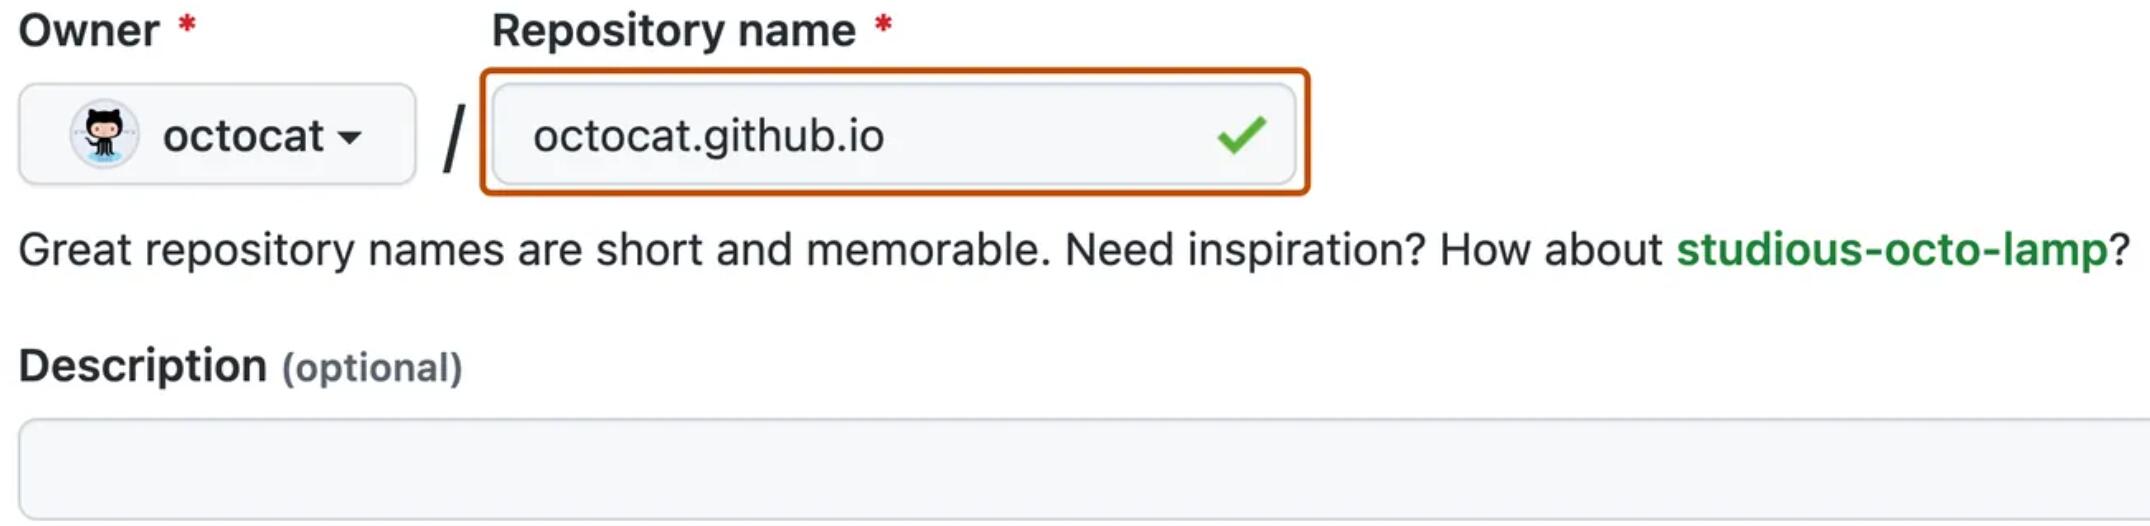 Owner *
Repository name *
octocat
/
octocat.github.io
Great repository names are short and memorable. Need inspiration? How about studious-octo-lamp?
Description (optional)